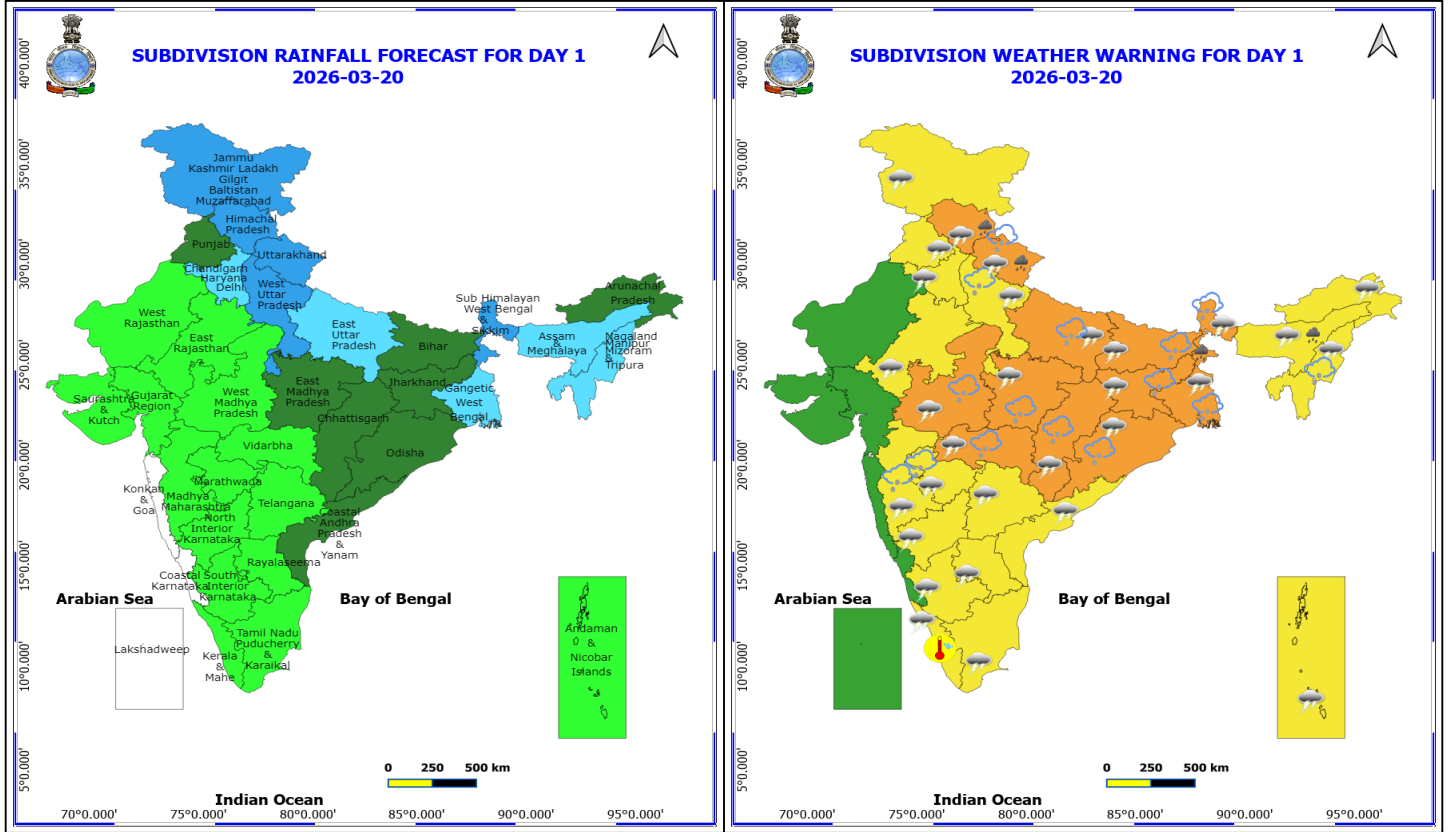 SUBDIVISION RAINFALL FORECAST FOR DAY 1
2026-03-20
40°0.000'
35°0.000'
30°0.000'
25°0.000'
20°0.000'
15°0.000'
10°0.000'
5°0.000'
Jammu
Kashmir Ladakh
Gilgit
Baltistan
Muzaffarabad
Himachal
Pradesh
Punjab
Uttarakhand
Chandigarh
Haryana
Delhi
West
Uttar
Pradesh
Arunachal
Pradesh
Sub Himalayan
West Bengal
&
Sikkim
West
Rajasthan
East
Rajasthan
East
Uttar
Pradesh
Bihar
Assam
&
Meghalaya
Nagaland
Manipur
Mizoram
&
Tripura
Saurashtra
&
Kutch
Gujarat
Region
West
Madhya
Pradesh
East
Madhya
Pradesh
Jharkhand
Gangetic
West
Bengal
Chhattisgarh
Vidarbha
Odisha
Konkan
&
Goa
Madhya
Maharashtra
Marathwada
Telangana
North
Interior
Karnataka
Coastal
Andhra
Pradesh
&
Yanam
Rayalaseema
Coastal
Karnataka
South
Interior
Karnataka
Arabian Sea
Bay of Bengal
Lakshadweep
Tamil Nadu
Puducherry
&
Karaikal
Kerala
&
Mahe
Andaman
&
Nicobar
Islands
0 250 500 km
Indian Ocean
70°0.000' 75°0.000' 80°0.000' 85°0.000' 90°0.000' 95°0.000'
SUBDIVISION WEATHER WARNING FOR DAY 1
2026-03-20
40°0.000'
35°0.000'
30°0.000'
25°0.000'
20°0.000'
15°0.000'
10°0.000'
5°0.000'
Arabian Sea
Bay of Bengal
0 250 500 km
Indian Ocean
70°0.000' 75°0.000' 80°0.000' 85°0.000' 90°0.000' 95°0.000'